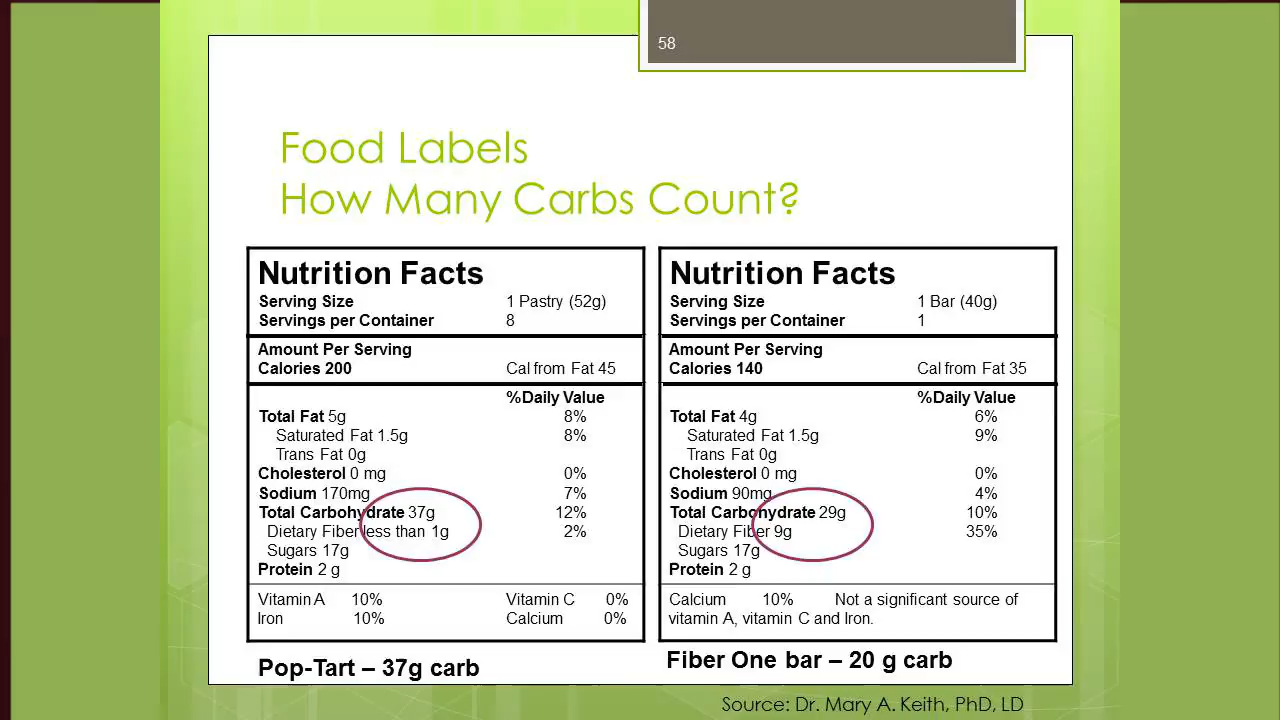 58
Food Labels
How Many Carbs Count?
Nutrition Facts
Serving Size 1 Pastry (52g)
Servings per Container 8
Amount Per Serving
Calories 200 Cal from Fat 45
%Daily Value
Total Fat 5g 8%
Saturated Fat 1.5g 8%
Trans Fat 0g
Cholesterol 0 mg 0%
Sodium 170mg 7%
Total Carbohydrate 37g 12%
Dietary Fiber less than 1g 2%
Sugars 17g
Protein 2 g
Vitamin A 10% Vitamin C 0%
Iron 10% Calcium 0%
Pop-Tart – 37g carb
Nutrition Facts
Serving Size 1 Bar (40g)
Servings per Container 1
Amount Per Serving
Calories 140 Cal from Fat 35
%Daily Value
Total Fat 4g 6%
Saturated Fat 1.5g 9%
Trans Fat 0g
Cholesterol 0 mg 0%
Sodium 90mg 4%
Total Carbohydrate 29g 10%
Dietary Fiber 9g 35%
Sugars 17g
Protein 2 g
Calcium 10% Not a significant source of
vitamin A, vitamin C and Iron.
Fiber One bar – 20 g carb
Source: Dr. Mary A. Keith, PhD, LD